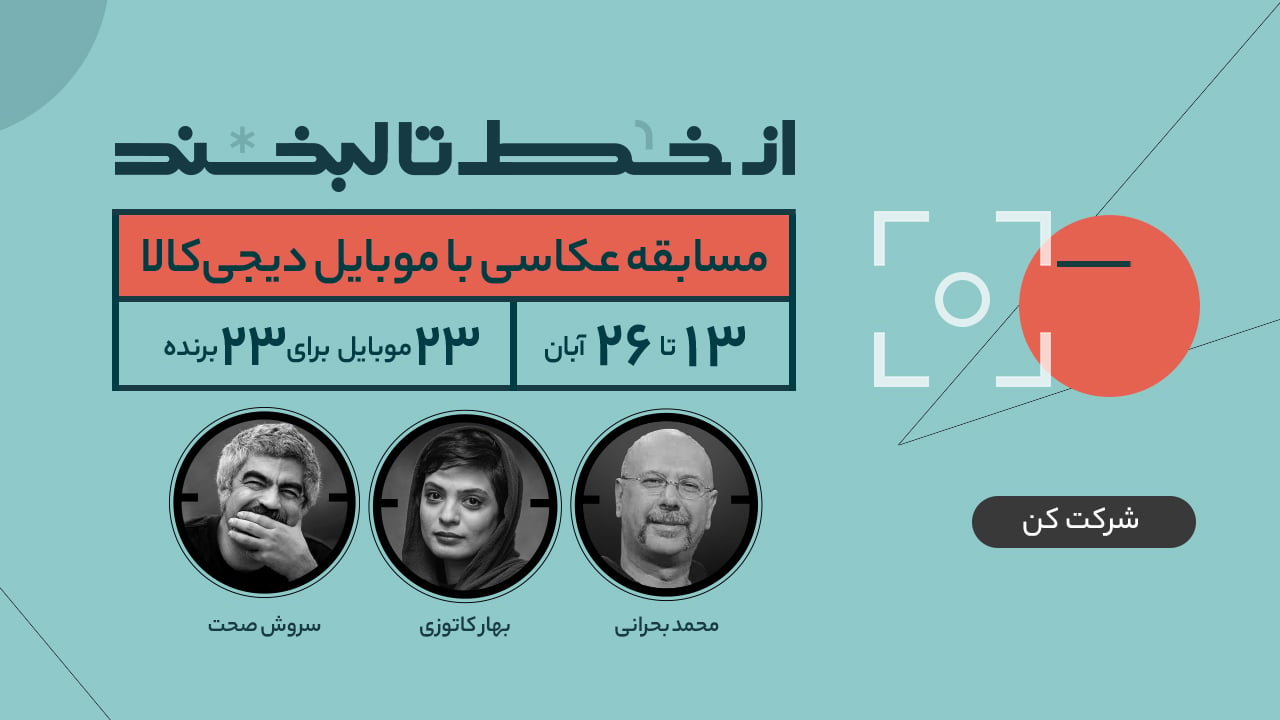 از خط تا لبخند
مسابقه عکاسی با موبایل دیجی‌کالا
۱۳ تا ۲۶ آبان
۲۳ موبایل برای ۲۳ برنده
محمد بحرانی
بهار کاتوزی
سروش صحت
شرکت کن